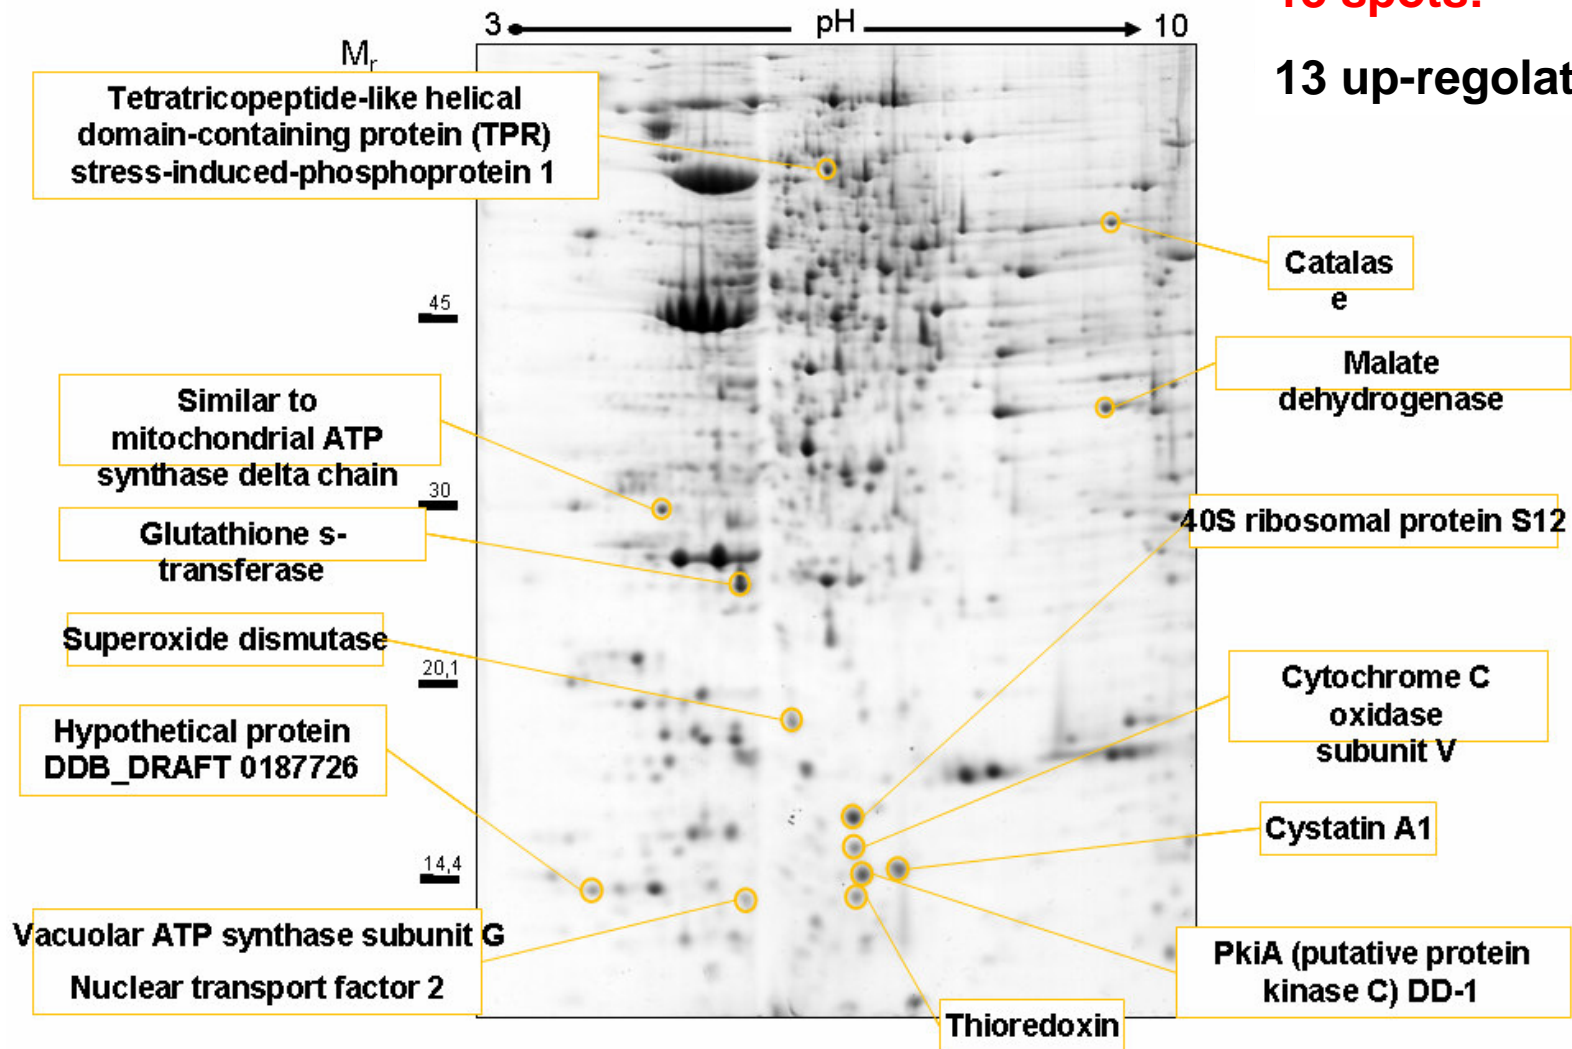 3
pH
10
spots.
13 up-regolat
Mr
Tetratricopeptide-like helical
domain-containing protein (TPR)
stress-induced-phosphoprotein 1
Catalas
e
45
Malate
dehydrogenase
Similar to
mitochondrial ATP
synthase delta chain
30
40S ribosomal protein S12
Glutathione s-
transferase
Superoxide dismutase
20,1
Cytochrome C
oxidase
subunit V
Hypothetical protein
DDB_DRAFT 0187726
Cystatin A1
14,4
Vacuolar ATP synthase subunit G
Nuclear transport factor 2
PkiA (putative protein
kinase C) DD-1
Thioredoxin